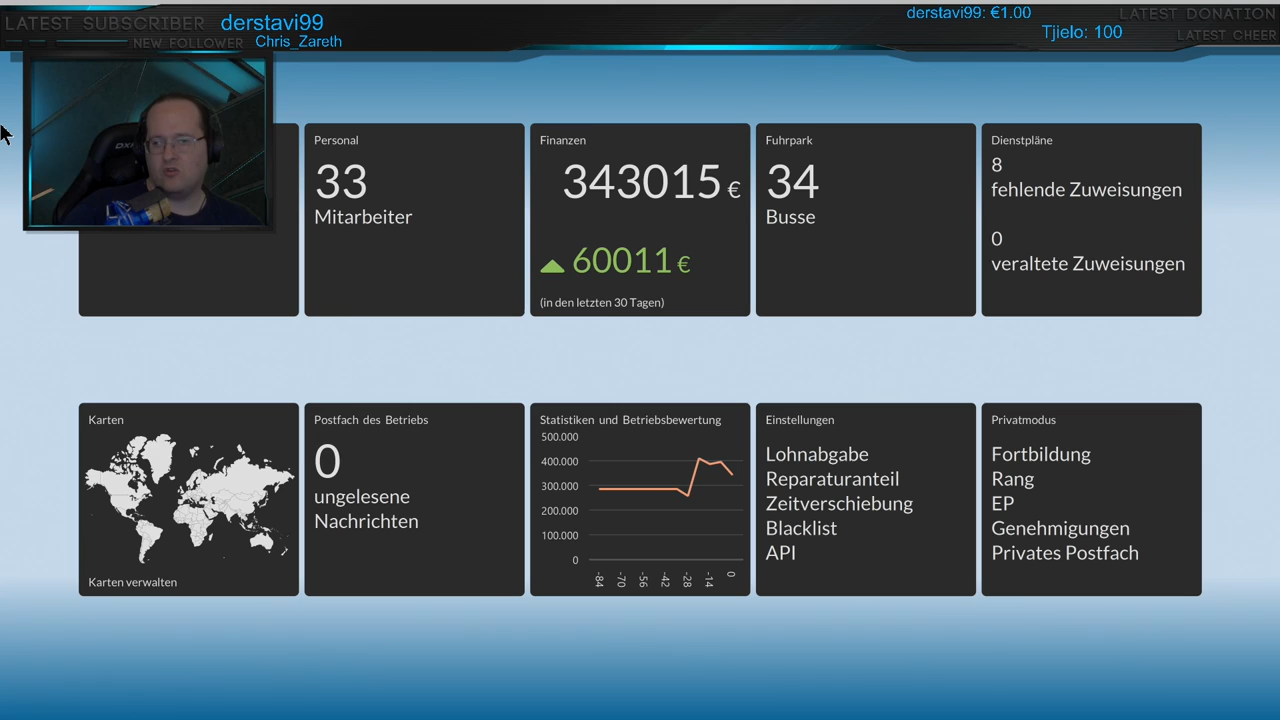 LATEST SUBSCRIBER derstavi99
NEW FOLLOWER Chris_Zareth
derstavi99: €1.00 LATEST DONATION
Tjielo: 100 LATEST CHEER
Personal
33
Mitarbeiter
Finanzen
343015 €
60011 €
(in den letzten 30 Tagen)
Fuhrpark
34
Busse
Dienstpläne
8
fehlende Zuweisungen
0
veraltete Zuweisungen
Karten
Karten verwalten
Postfach des Betriebs
0
ungelesene
Nachrichten
Statistiken und Betriebsbewertung
500.000
400.000
300.000
200.000
100.000
0
-84 -70 -56 -42 -28 -14 0
Einstellungen
Lohnabgabe
Reparaturanteil
Zeitverschiebung
Blacklist
API
Privatmodus
Fortbildung
Rang
EP
Genehmigungen
Privates Postfach